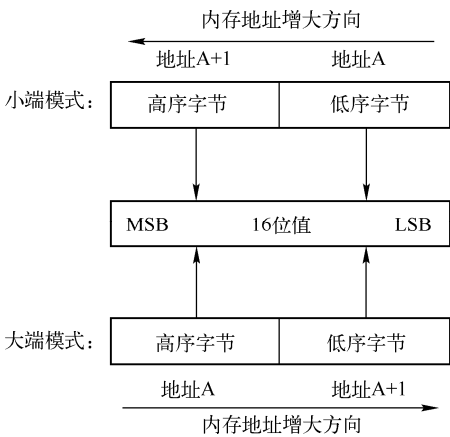 内存地址增大方向
地址A+1 地址A
小端模式： 高序字节 低序字节
MSB 16位值 LSB
大端模式： 高序字节 低序字节
地址A 地址A+1
内存地址增大方向